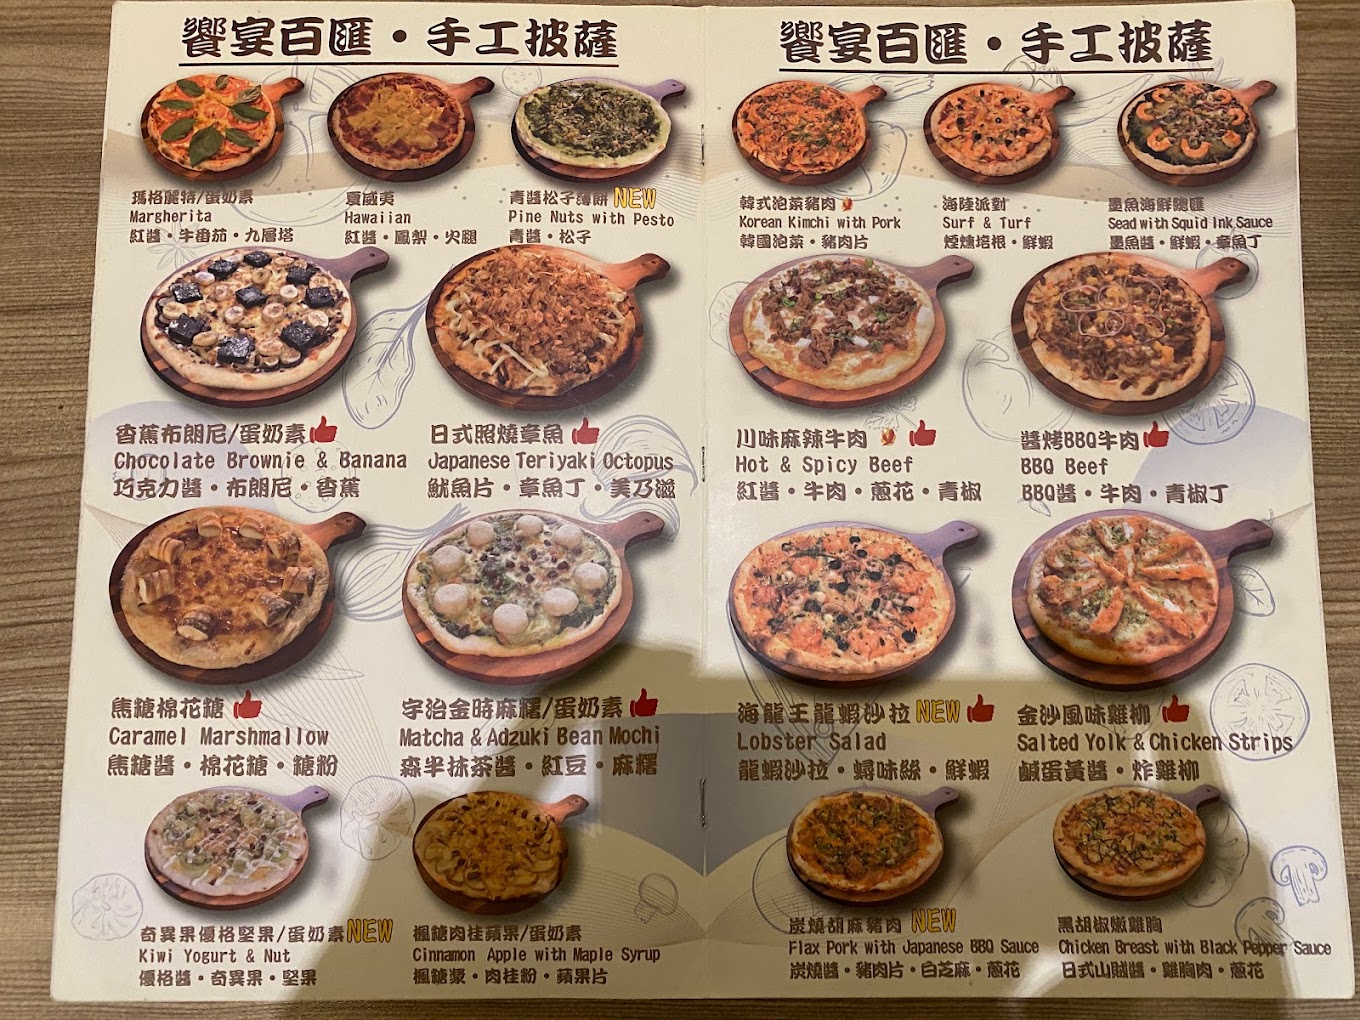 饗宴百匯・手工披薩
瑪格麗特/蛋奶素
Margherita
紅醬・牛番茄・九層塔
夏威夷
Hawaiian
紅醬・鳳梨・火腿
青醬松子薄餅 NEW
Pine Nuts with Pesto
青醬・松子
香蕉布朗尼/蛋奶素
Chocolate Brownie & Banana
巧克力醬・布朗尼・香蕉
日式照燒章魚
Japanese Teriyaki Octopus
魷魚片・章魚丁・美乃滋
焦糖棉花糖
Caramel Marshmallow
焦糖醬・棉花糖・糖粉
宇治金時麻糬/蛋奶素
Matcha & Adzuki Bean Mochi
森半抹茶醬・紅豆・麻糬
奇異果優格堅果/蛋奶素 NEW
Kiwi Yogurt & Nut
優格醬・奇異果・堅果
楓糖肉桂蘋果/蛋奶素
Cinnamon Apple with Maple Syrup
楓糖漿・肉桂粉・蘋果片
饗宴百匯・手工披薩
韓式泡菜豬肉
Korean Kimchi with Pork
韓國泡菜・豬肉片
海陸派對
Surf & Turf
煙燻培根・鮮蝦
墨魚海鮮總匯
Sead with Squid Ink Sauce
墨魚醬・鮮蝦・章魚丁
川味麻辣牛肉
Hot & Spicy Beef
紅醬・牛肉・蔥花・青椒
醬烤BBQ牛肉
BBQ Beef
BBQ醬・牛肉・青椒丁
海龍王龍蝦沙拉 NEW
Lobster Salad
龍蝦沙拉・蟳味絲・鮮蝦
金沙風味雞柳
Salted Yolk & Chicken Strips
鹹蛋黃醬・炸雞柳
炭燒胡麻豬肉 NEW
Flax Pork with Japanese BBQ Sauce
炭燒醬・豬肉片・白芝麻・蔥花
黑胡椒嫩雞胸
Chicken Breast with Black Pepper Sauce
日式山賊醬・雞胸肉・蔥花